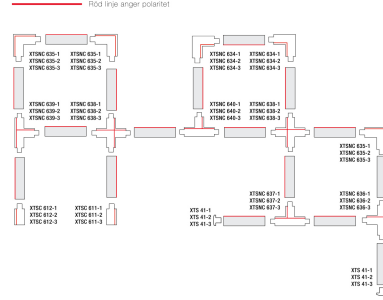 Röd linje anger polaritet
XTSNC 635-1 XTSNC 635-1
XTSNC 635-2 XTSNC 635-2
XTSNC 635-3 XTSNC 635-3
XTSNC 634-1 XTSNC 634-1
XTSNC 634-2 XTSNC 634-2
XTSNC 634-3 XTSNC 634-3
XTSNC 639-1 XTSNC 638-1
XTSNC 639-2 XTSNC 638-2
XTSNC 639-3 XTSNC 638-3
XTSNC 640-1 XTSNC 638-1
XTSNC 640-2 XTSNC 638-2
XTSNC 640-3 XTSNC 638-3
XTSNC 635-1
XTSNC 635-2
XTSNC 635-3
XTSNC 637-1
XTSNC 637-2
XTSNC 637-3
XTSNC 636-1
XTSNC 636-2
XTSNC 636-3
XTSC 612-1 XTSC 611-1
XTSC 612-2 XTSC 611-2
XTSC 612-3 XTSC 611-3
XTS 41-1
XTS 41-2
XTS 41-3
XTS 41-1
XTS 41-2
XTS 41-3